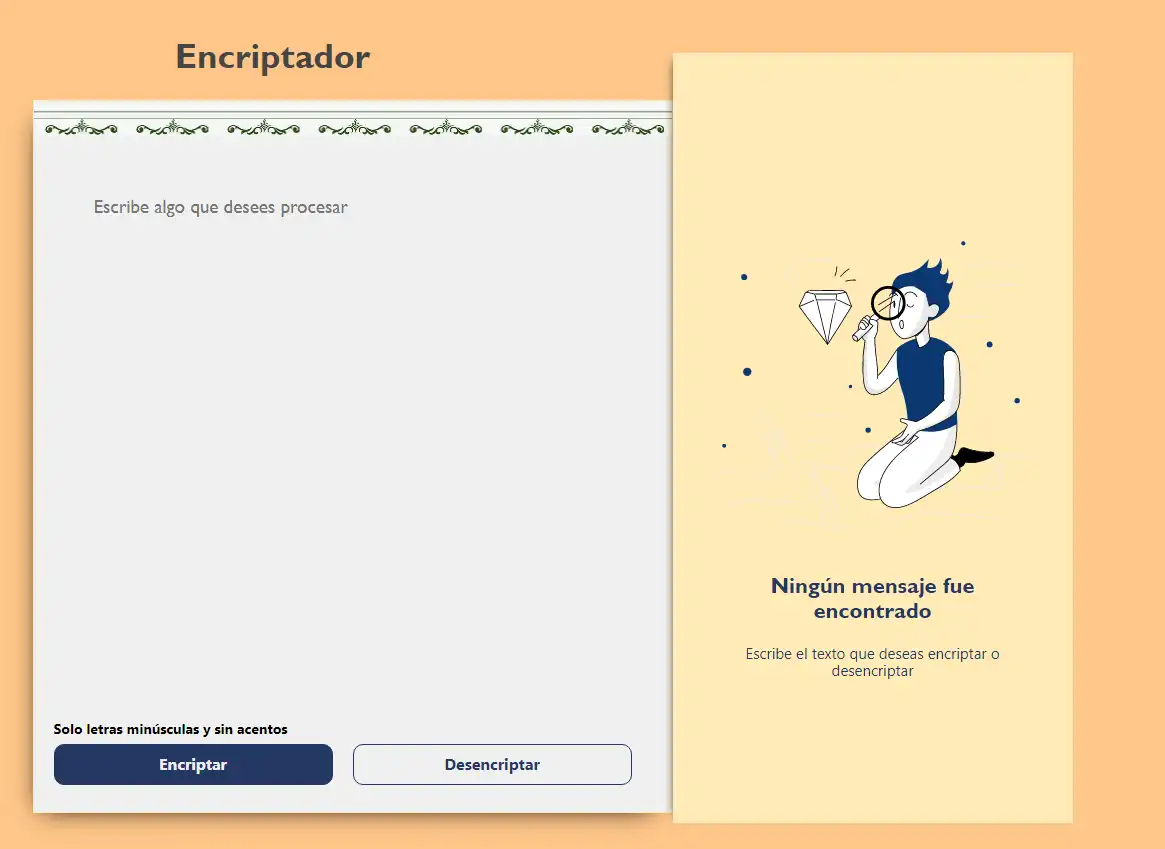 Encriptador
Escribe algo que desees procesar
Solo letras minúsculas y sin acentos
Encriptar
Desencriptar
Ningún mensaje fue
encontrado
Escribe el texto que deseas encriptar o
desencriptar